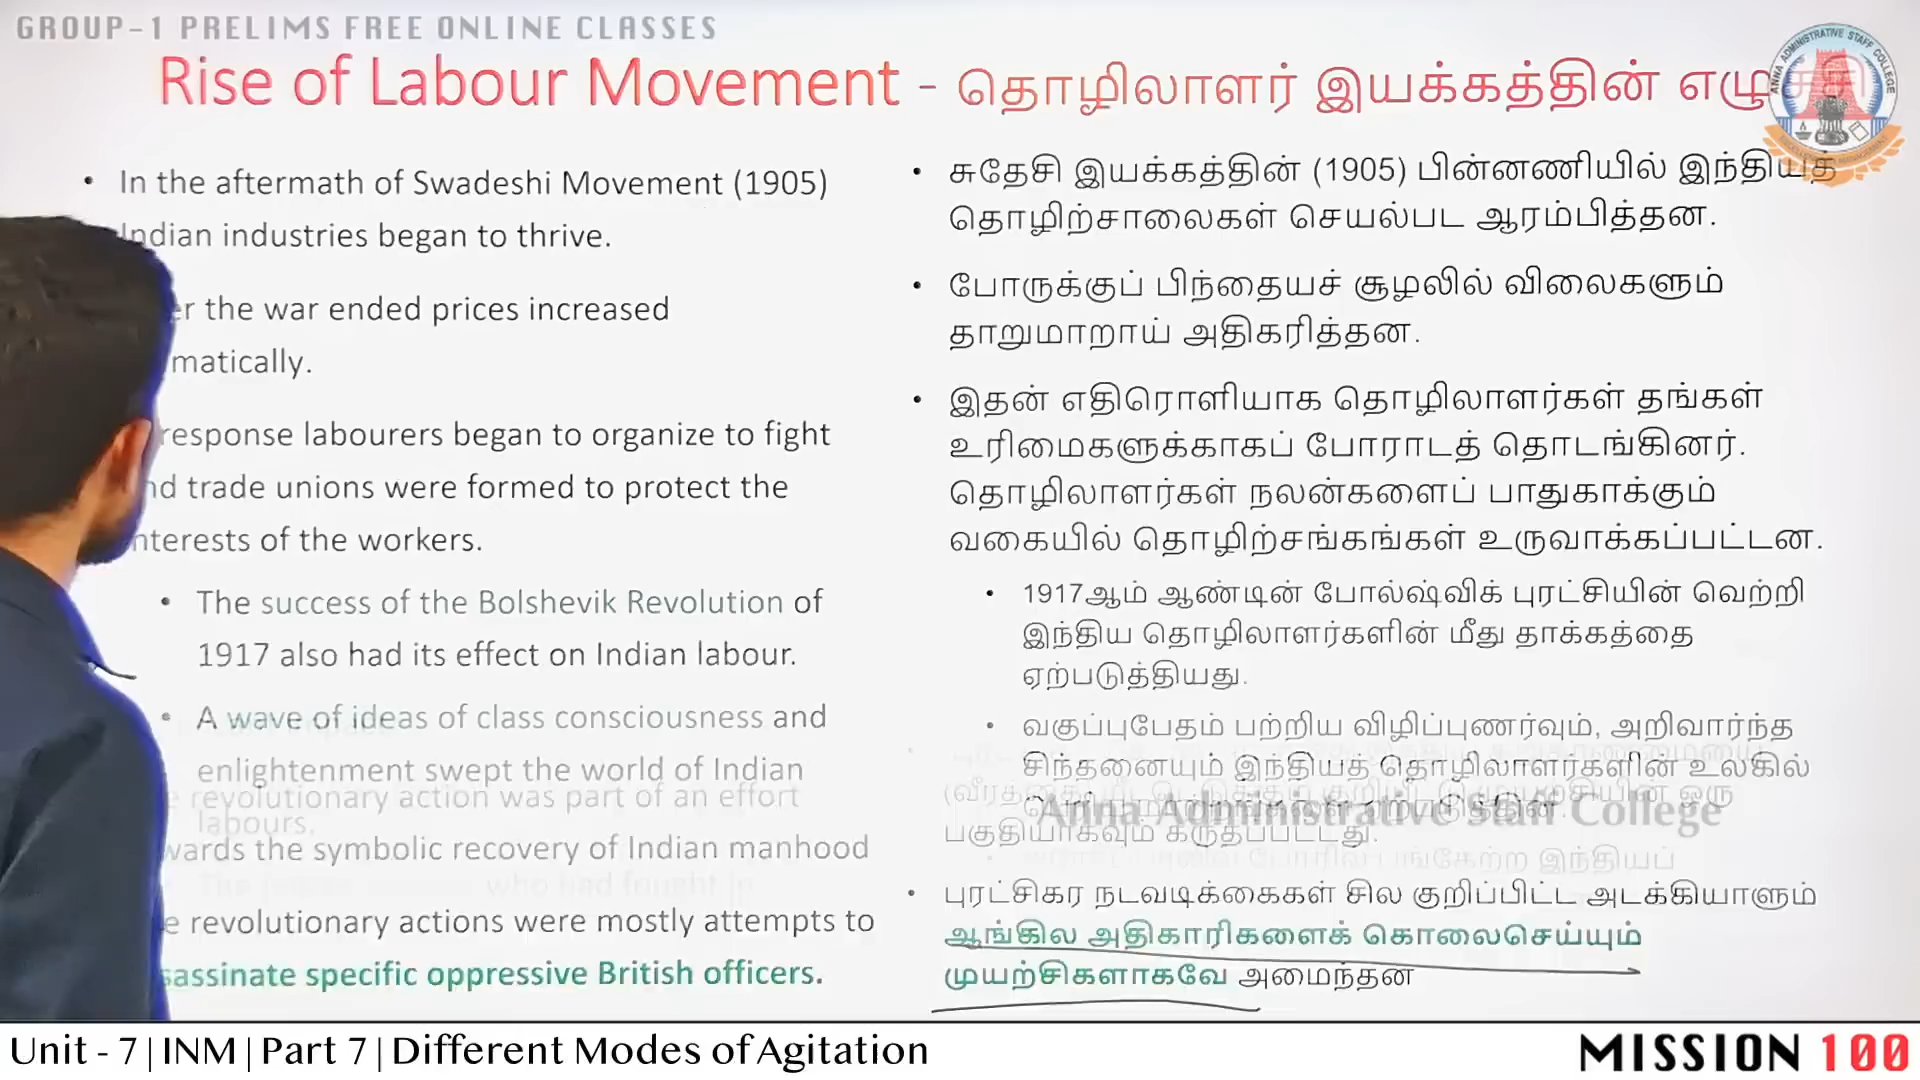 GROUP-1 PRELIMS FREE ONLINE CLASSES
Rise of Labour Movement - தொழிலாளர் இயக்கத்தின்
• In the aftermath of Swadeshi Movement (1905)
Indian industries began to thrive.
the war ended prices increased
response labourers began to organize to fight
trade unions were formed to protect the
interests of the workers.
• The success of the Bolshevik Revolution of
1917 also had its effect on Indian labour.
• A wave of ideas of class consciousness and
enlightenment swept the world of Indian
revolutionary action was part of an effort
labours.
the symbolic recovery of Indian manhood
who had fought in
revolutionary actions were mostly attempts to
specific oppressive British officers.
• சுதேசி இயக்கத்தின் (1905) பின்னணியில் இந்தியத்
தொழிற்சாலைகள் செயல்பட ஆரம்பித்தன.
• போருக்குப் பிந்தையச் சூழலில் விலைகளும்
தாறுமாறாய் அதிகரித்தன.
• இதன் எதிரொளியாக தொழிலாளர்கள் தங்கள்
உரிமைகளுக்காகப் போராடத் தொடங்கினர்.
தொழிலாளர்கள் நலன்களைப் பாதுகாக்கும்
வகையில் தொழிற்சங்கங்கள் உருவாக்கப்பட்டன.
• 1917ஆம் ஆண்டின் போல்ஷ்விக் புரட்சியின் வெற்றி
இந்திய தொழிலாளர்களின் மீது தாக்கத்தை
ஏற்படுத்தியது.
• வகுப்புபேதம் பற்றிய விழிப்புணர்வும், அறிவார்ந்த
சிந்தனையும் இந்தியத் தொழிலாளர்களின் உலகில்
Anna Administrative Staff College
பகுதியாகவும் கருதப்பட்டது.
• புரட்சிகர நடவடிக்கைகள் சில குறிப்பிட்ட அடக்கியாளும்
ஆங்கில அதிகாரிகளைக் கொலைசெய்யும்
முயற்சிகளாகவே அமைந்தன
Unit - 7 | INM | Part 7 | Different Modes of Agitation
MISSION 100